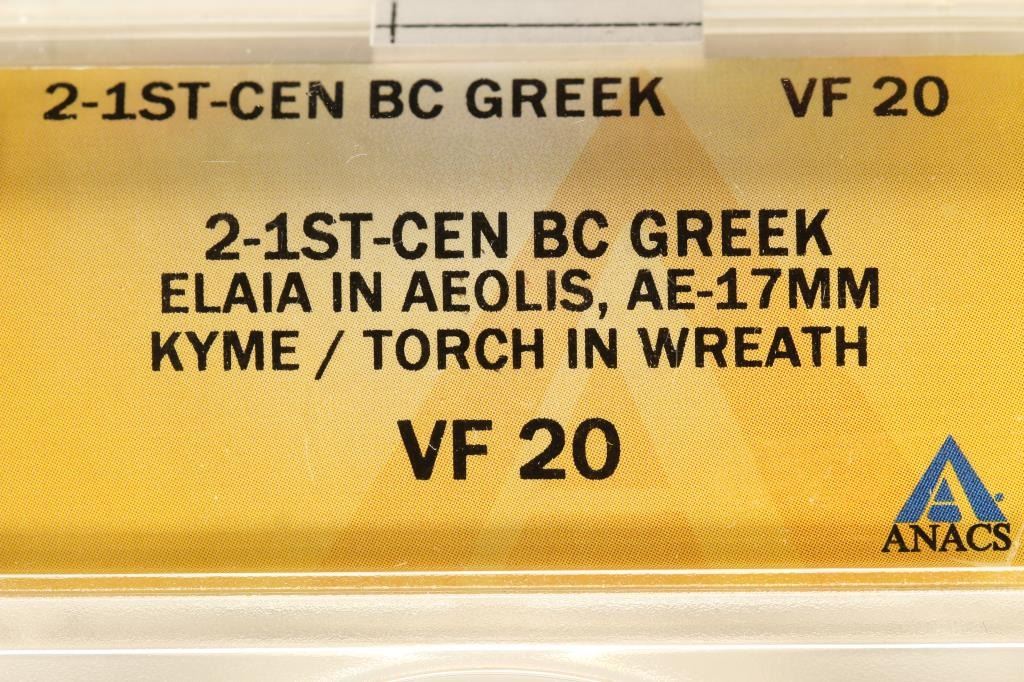 2-1ST-CEN BC GREEK VF 20
2-1ST-CEN BC GREEK
ELAIA IN AEOLIS, AE-17MM
KYME / TORCH IN WREATH
VF 20
ANACS